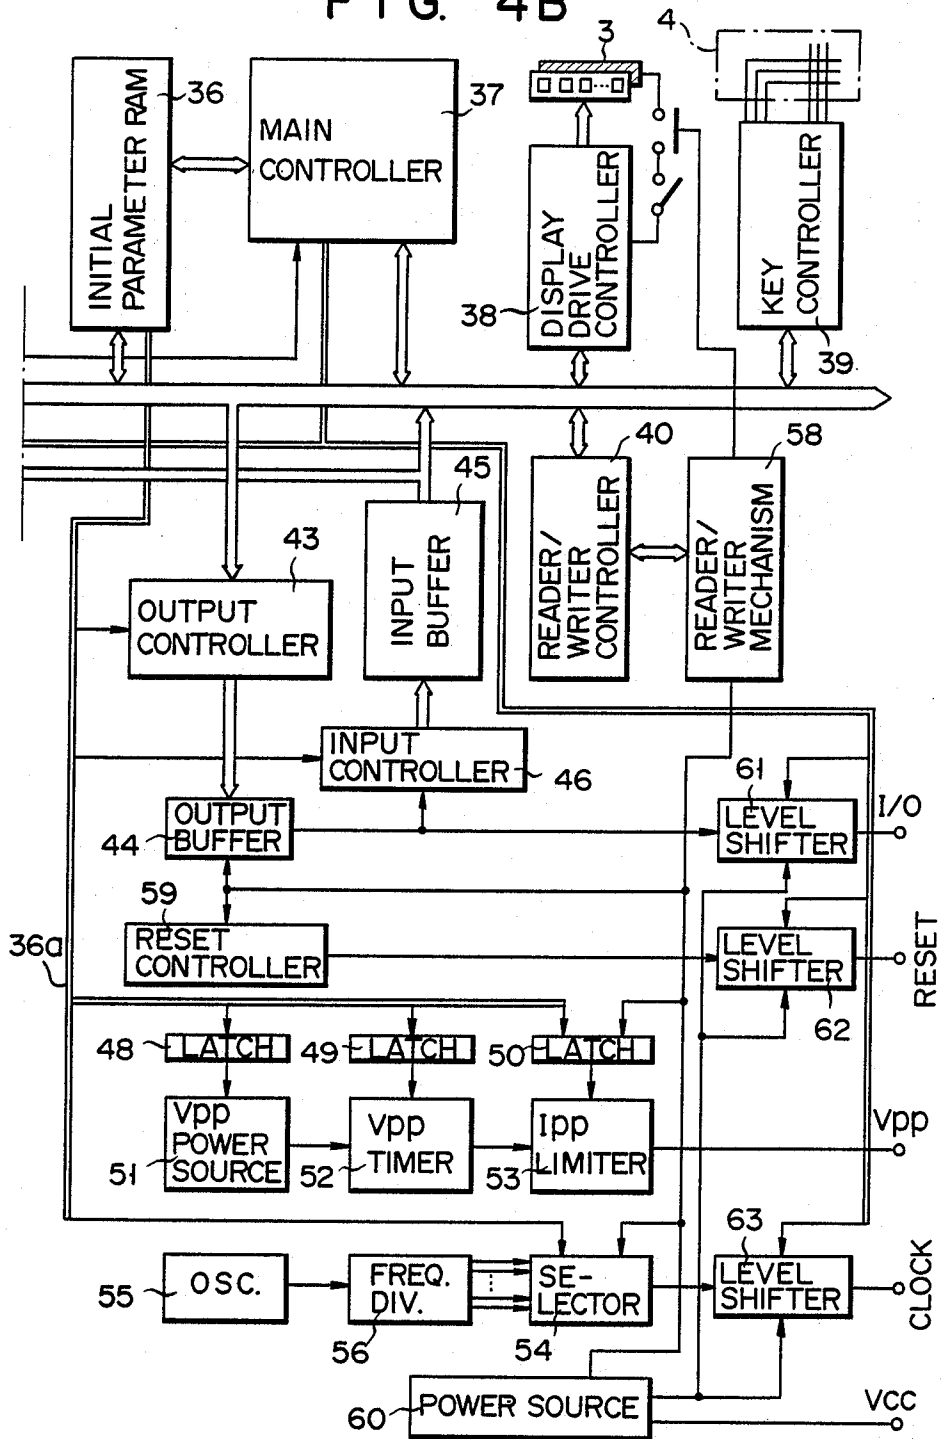 FIG. 4B
3
4
36
INITIAL
PARAMETER RAM
37
MAIN
CONTROLLER
38
DISPLAY
DRIVE
CONTROLLER
KEY
CONTROLLER
39
40
READER/
WRITER
CONTROLLER
58
READER/
WRITER
MECHANISM
45
INPUT
BUFFER
43
OUTPUT
CONTROLLER
INPUT
CONTROLLER
46
OUTPUT
BUFFER
44
61
LEVEL
SHIFTER
I/O
59
RESET
CONTROLLER
36a
LEVEL
SHIFTER
62
RESET
48
LATCH
49
LATCH
50
LATCH
Vpp
POWER
SOURCE
51
Vpp
TIMER
52
Ipp
LIMITER
53
Vpp
OSC.
55
FREQ.
DIV.
56
SE-
LECTOR
54
63
LEVEL
SHIFTER
CLOCK
POWER SOURCE
60
VCC